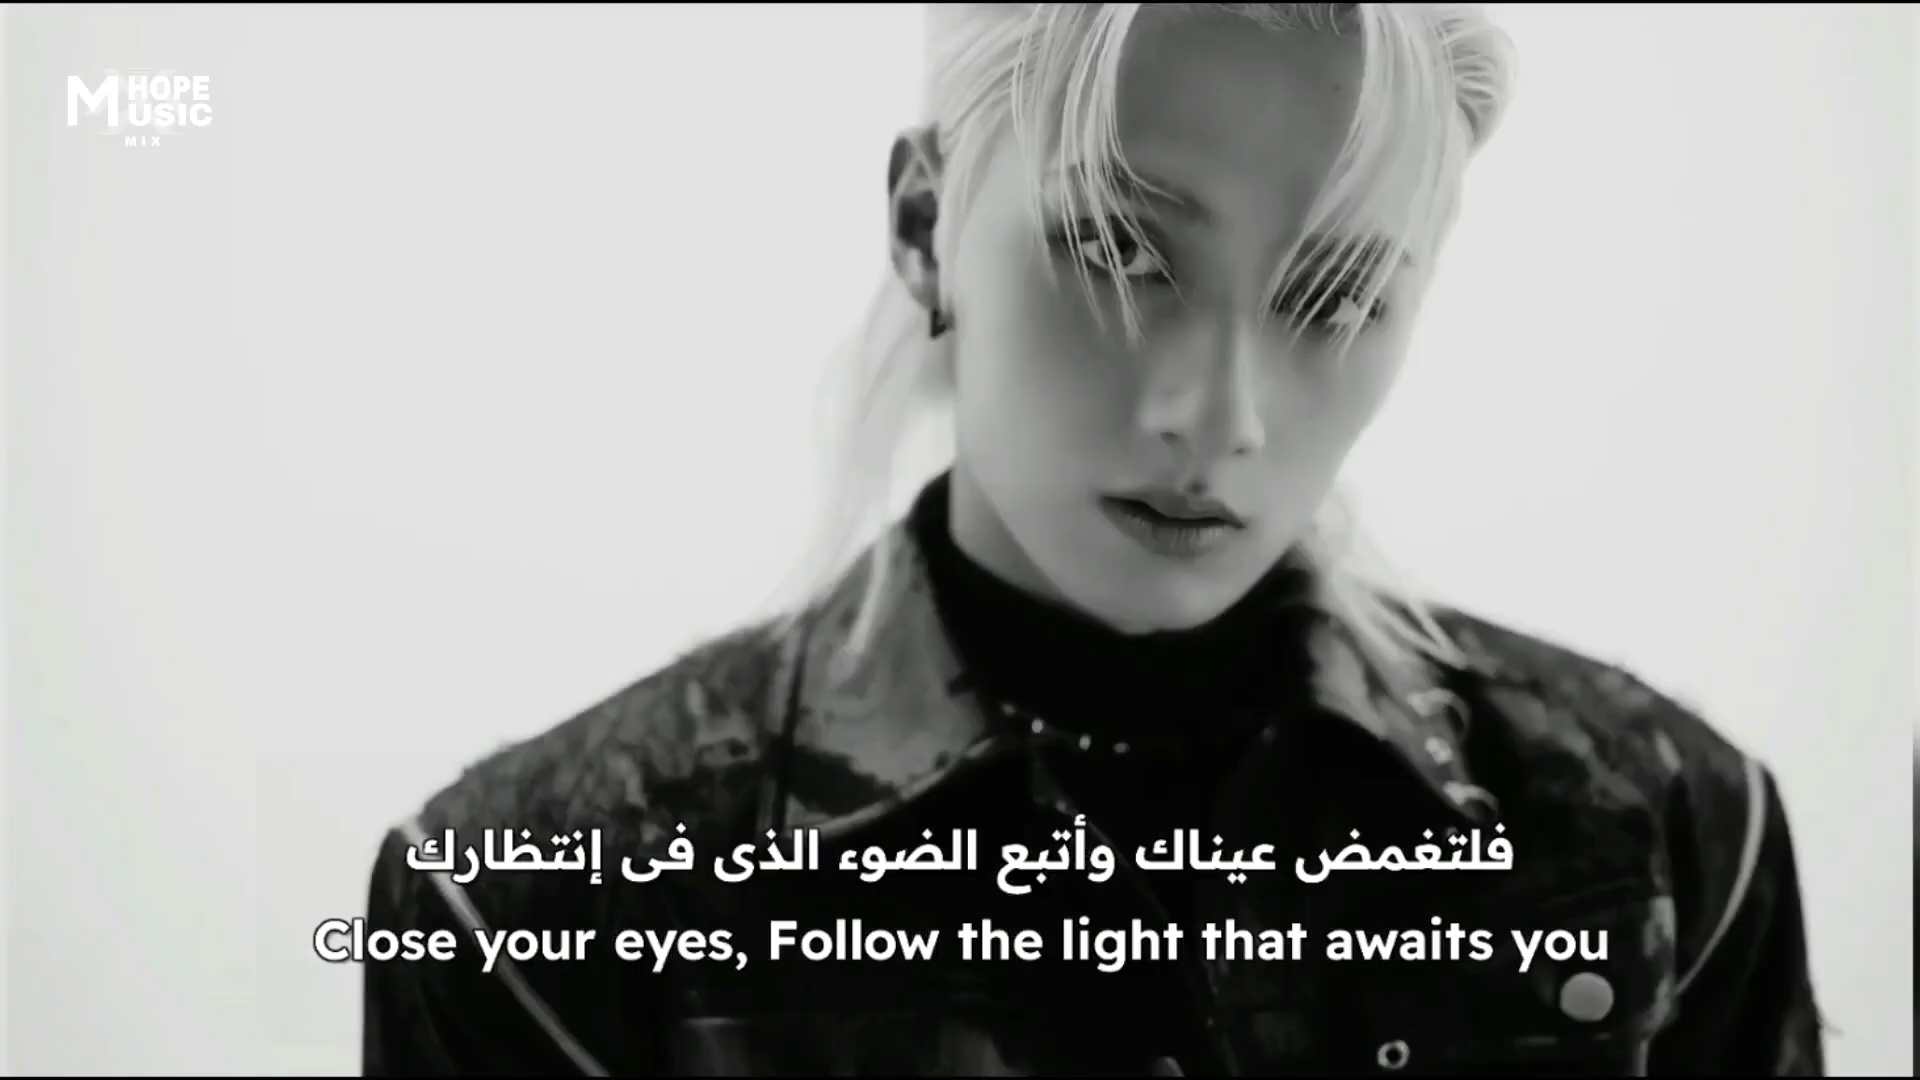 HOPE
MUSIC
MIX
فلتغمض عيناك وأتبع الضوء الذى فى إنتظارك
Close your eyes, Follow the light that awaits you